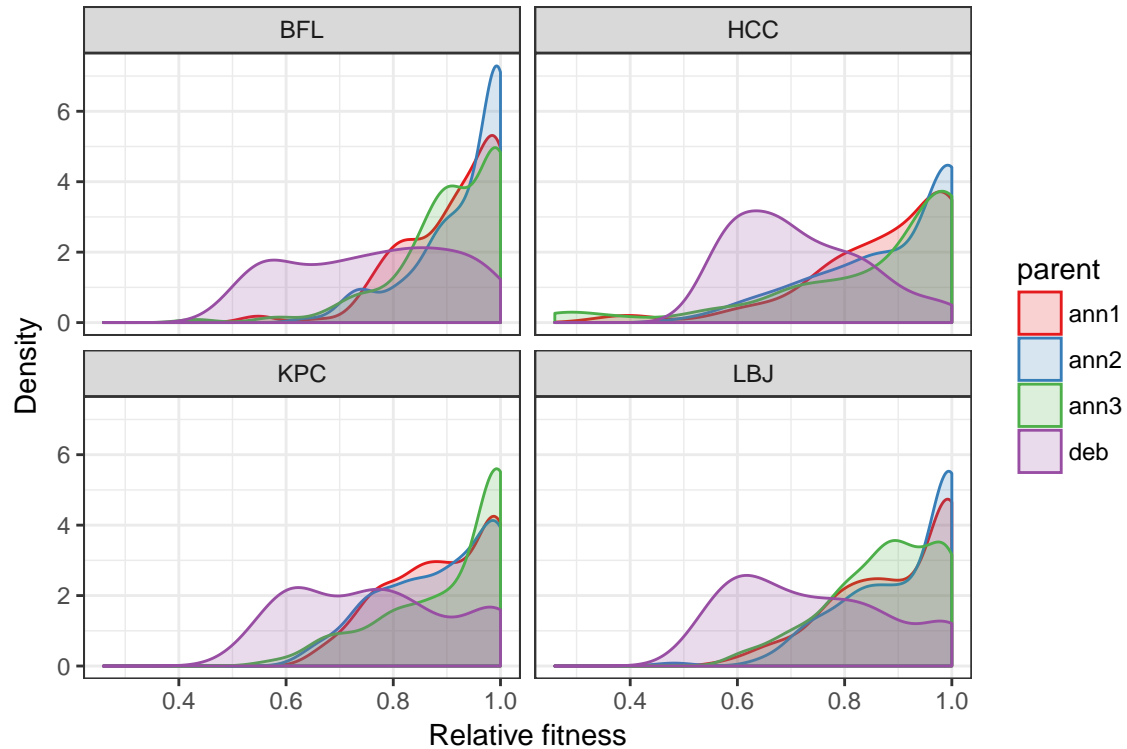 BFL
HCC
6
4
2
0
KPC
LBJ
6
4
2
0
0.4 0.6 0.8 1.0
0.4 0.6 0.8 1.0
Relative fitness
Density
parent
ann1
ann2
ann3
deb